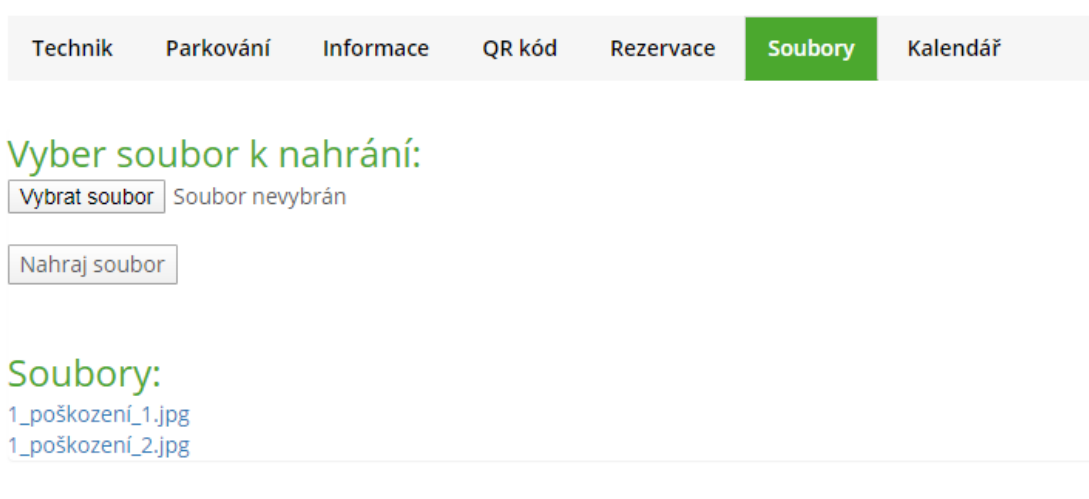 Technik Parkování Informace QR kód Rezervace Soubory Kalendář
Vyber soubor k nahrání:
Vybrat soubor Soubor nevybrán
Nahraj soubor
Soubory:
1_poškození_1.jpg
1_poškození_2.jpg